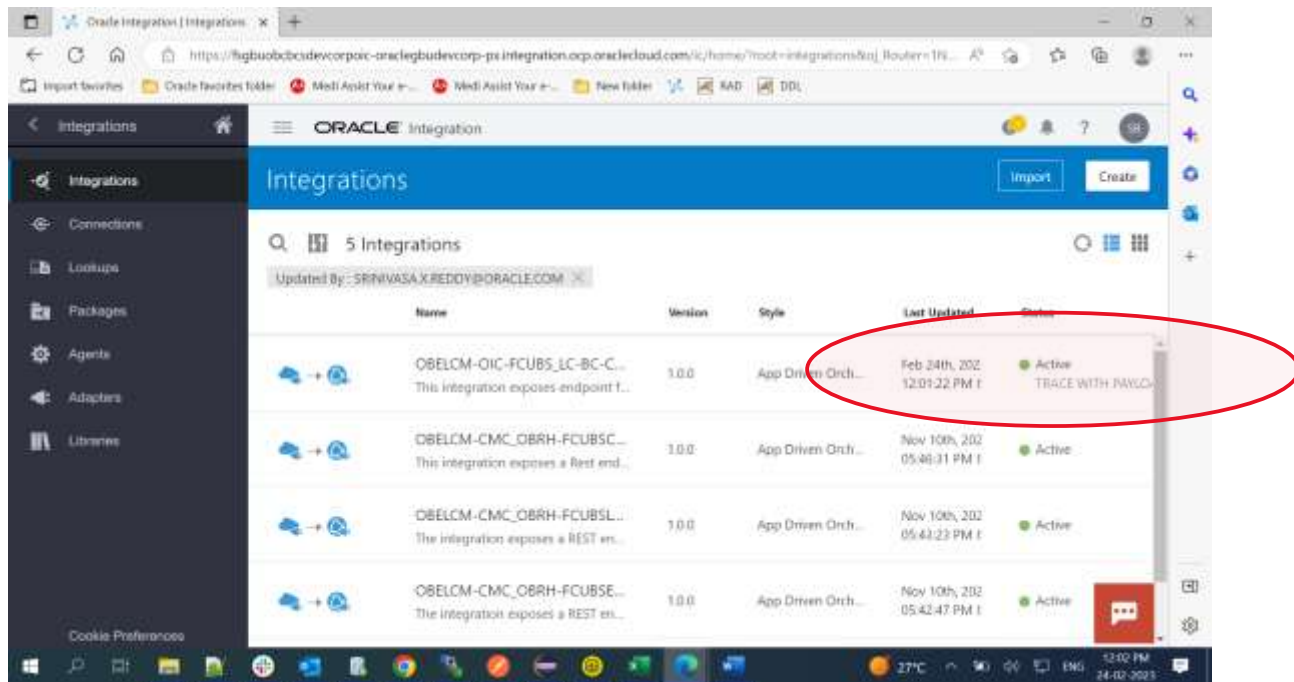 Oracle Integration | Integrations
https://hgbuobcbcsdevcorpoic-oraclegbudevcorp-px.integration.ocp.oraclecloud.com/ic/home/?root=integrations&oj_Router=
Import favorites Oracle favorites folder Medi Assist Your e-... Medi Assist Your e-... New folder RAD DDL
Integrations
ORACLE Integration
?
SR
Integrations
Connections
Lookups
Packages
Agents
Adapters
Libraries
Cookie Preferences
Integrations
Import Create
5 Integrations
Updated By : SRINIVASA.X.REDDY@ORACLE.COM
Name Version Style Last Updated Status
OBELCM-OIC-FCUBS_LC-BC-C... 1.0.0 App Driven Orch... Feb 24th, 202 Active
This integration exposes endpoint f... 12:01:22 PM TRACE WITH PAYLO
OBELCM-CMC_OBRH-FCUBSC... 1.0.0 App Driven Orch... Nov 10th, 202 Active
This integration exposes a Rest end... 05:46:31 PM
OBELCM-CMC_OBRH-FCUBSL... 1.0.0 App Driven Orch... Nov 10th, 202 Active
The integration exposes a REST en... 05:43:23 PM
OBELCM-CMC_OBRH-FCUBSE... 1.0.0 App Driven Orch... Nov 10th, 202 Active
The integration exposes a REST en... 05:42:47 PM
27°C ENG 12:02 PM
24-02-2023